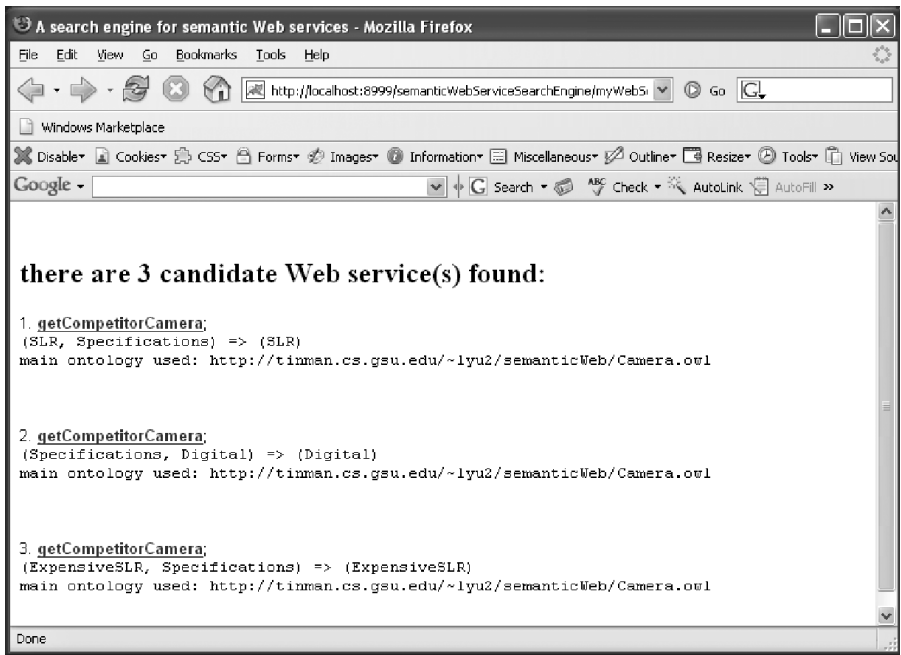 A search engine for semantic Web services - Mozilla Firefox
File Edit View Go Bookmarks Tools Help
http://localhost:8999/semanticWebServiceSearchEngine/myWebS Go G
Windows Marketplace
Disable Cookies CSS Forms Images Information Miscellaneous Outline Resize Tools View Sou
Google G Search ABC Check AutoLink AutoFill »
there are 3 candidate Web service(s) found:
1. getCompetitorCamera;
(SLR, Specifications) => (SLR)
main ontology used: http://tinman.cs.gsu.edu/~lyu2/semanticWeb/Camera.owl
2. getCompetitorCamera;
(Specifications, Digital) => (Digital)
main ontology used: http://tinman.cs.gsu.edu/~lyu2/semanticWeb/Camera.owl
3. getCompetitorCamera;
(ExpensiveSLR, Specifications) => (ExpensiveSLR)
main ontology used: http://tinman.cs.gsu.edu/~lyu2/semanticWeb/Camera.owl
Done